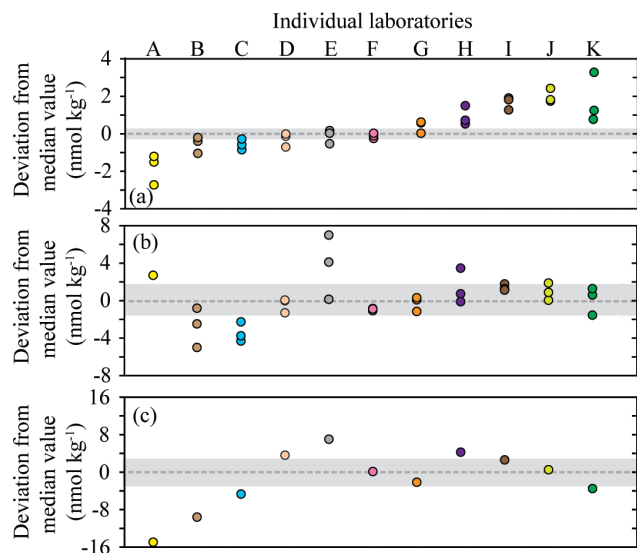 Individual laboratories
A B C D E F G H I J K
Deviation from
median value
(nmol kg⁻¹)
4
2
0
-2
-4
(a)
Deviation from
median value
(nmol kg⁻¹)
8
4
0
-4
-8
(b)
Deviation from
median value
(nmol kg⁻¹)
16
8
0
-8
-16
(c)